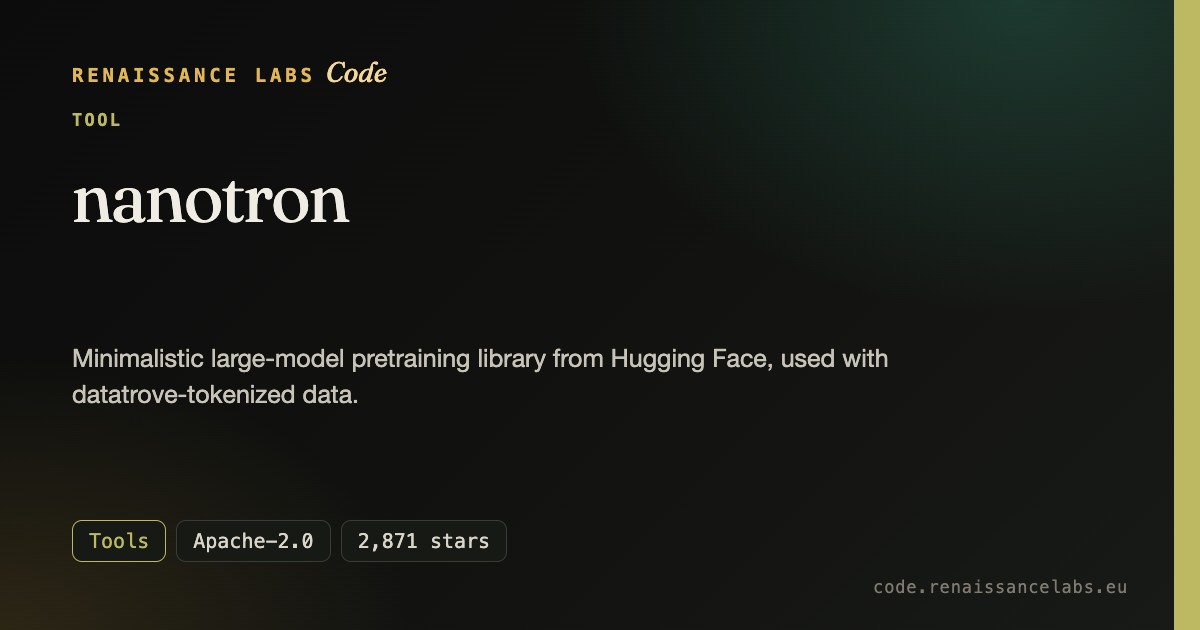 RENAISSANCE LABS Code
TOOL
nanotron
Minimalistic large-model pretraining library from Hugging Face, used with
datatrove-tokenized data.
Tools Apache-2.0 2,871 stars
code.renaissancelabs.eu